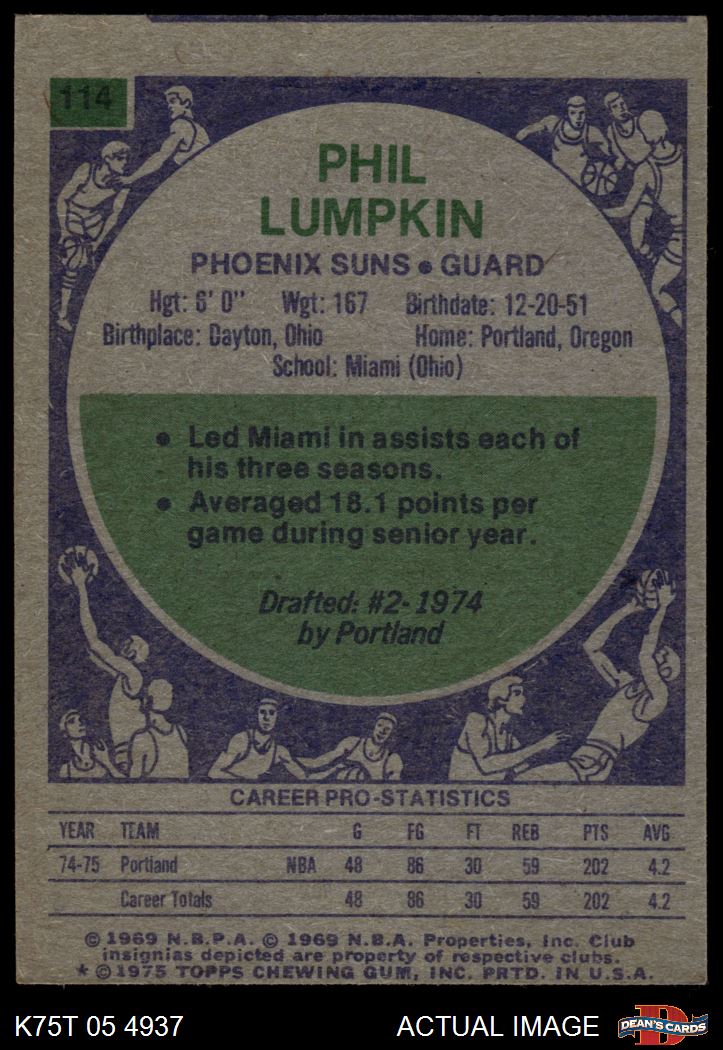 114
PHIL
LUMPKIN
PHOENIX SUNS • GUARD
Hgt: 6' 0" Wgt: 167 Birthdate: 12-20-51
Birthplace: Dayton, Ohio Home: Portland, Oregon
School: Miami (Ohio)
• Led Miami in assists each of
his three seasons.
• Averaged 18.1 points per
game during senior year.
Drafted: #2-1974
by Portland
CAREER PRO-STATISTICS
YEAR TEAM G FG FT REB PTS AVG
74-75 Portland NBA 48 86 30 59 202 4.2
Career Totals 48 86 30 59 202 4.2
© 1969 N.B.P.A. © 1969 N.B.A. Properties, Inc. Club
insignias depicted are property of respective clubs.
★ © 1975 TOPPS CHEWING GUM, INC. PRTD. IN U.S.A.
K75T 05 4937 ACTUAL IMAGE D DEAN'S CARDS